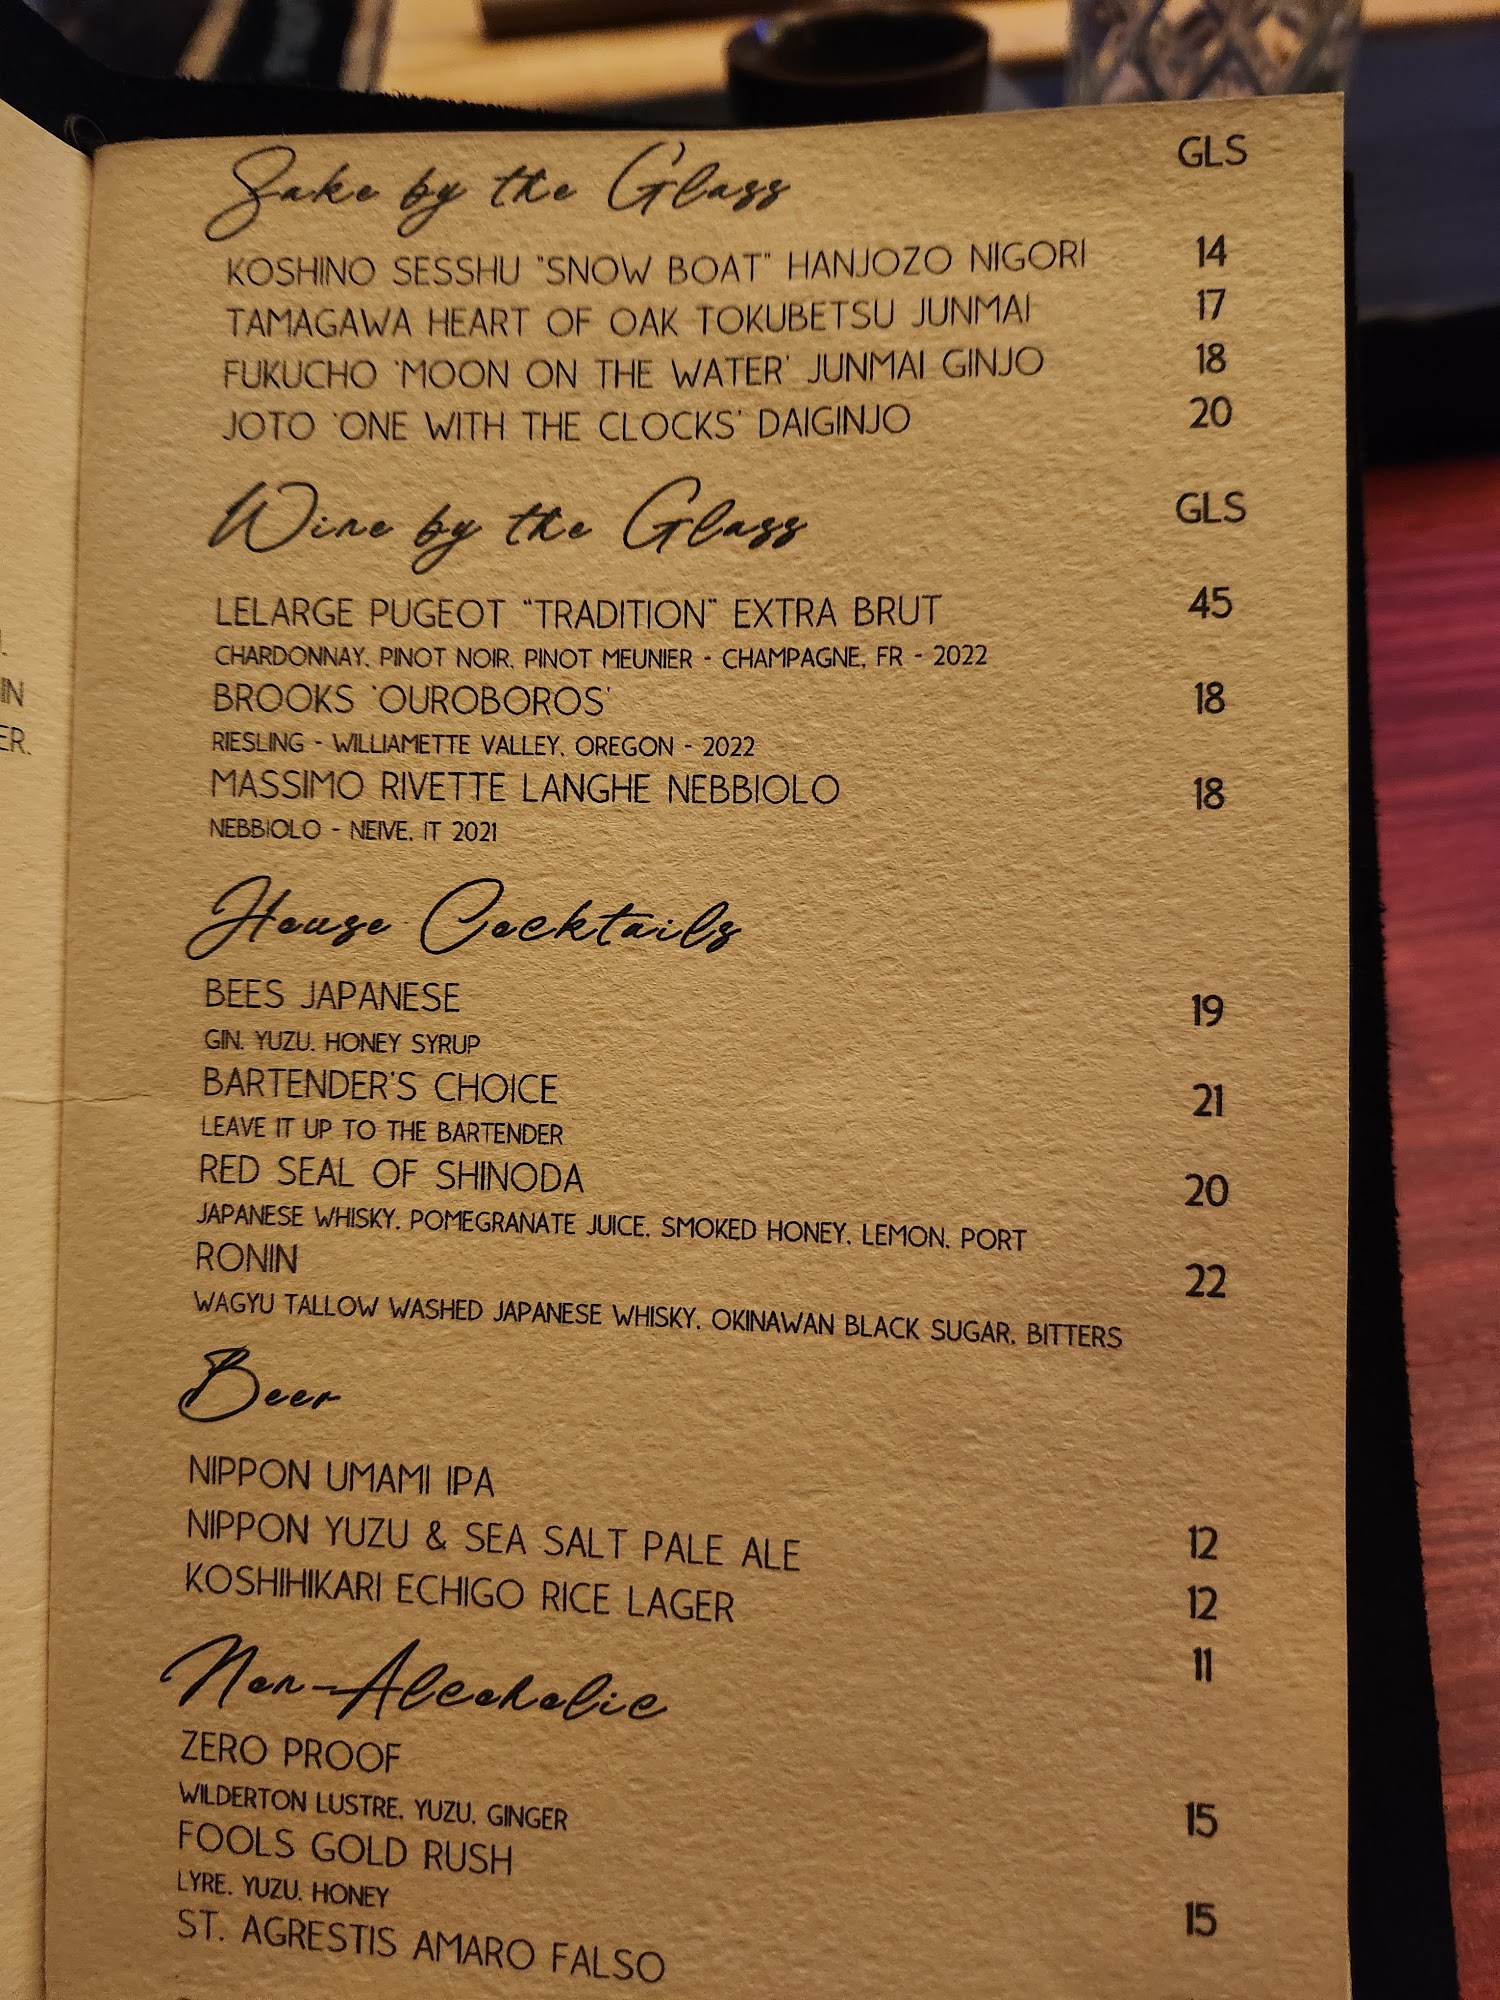 Sake by the Glass GLS
KOSHINO SESSHU "SNOW BOAT" HANJOZO NIGORI 14
TAMAGAWA HEART OF OAK TOKUBETSU JUNMAI 17
FUKUCHO 'MOON ON THE WATER' JUNMAI GINJO 18
JOTO 'ONE WITH THE CLOCKS' DAIGINJO 20
Wine by the Glass GLS
LELARGE PUGEOT "TRADITION" EXTRA BRUT 45
CHARDONNAY, PINOT NOIR, PINOT MEUNIER - CHAMPAGNE, FR - 2022
BROOKS 'OUROBOROS' 18
RIESLING - WILLIAMETTE VALLEY, OREGON - 2022
MASSIMO RIVETTE LANGHE NEBBIOLO 18
NEBBIOLO - NEIVE, IT 2021
House Cocktails
BEES JAPANESE 19
GIN, YUZU, HONEY SYRUP
BARTENDER'S CHOICE 21
LEAVE IT UP TO THE BARTENDER
RED SEAL OF SHINODA 20
JAPANESE WHISKY, POMEGRANATE JUICE, SMOKED HONEY, LEMON, PORT
RONIN 22
WAGYU TALLOW WASHED JAPANESE WHISKY, OKINAWAN BLACK SUGAR, BITTERS
Beer
NIPPON UMAMI IPA 12
NIPPON YUZU & SEA SALT PALE ALE 12
KOSHIHIKARI ECHIGO RICE LAGER 11
Non-Alcoholic
ZERO PROOF 15
WILDERTON LUSTRE, YUZU, GINGER
FOOLS GOLD RUSH 15
LYRE, YUZU, HONEY
ST. AGRESTIS AMARO FALSO